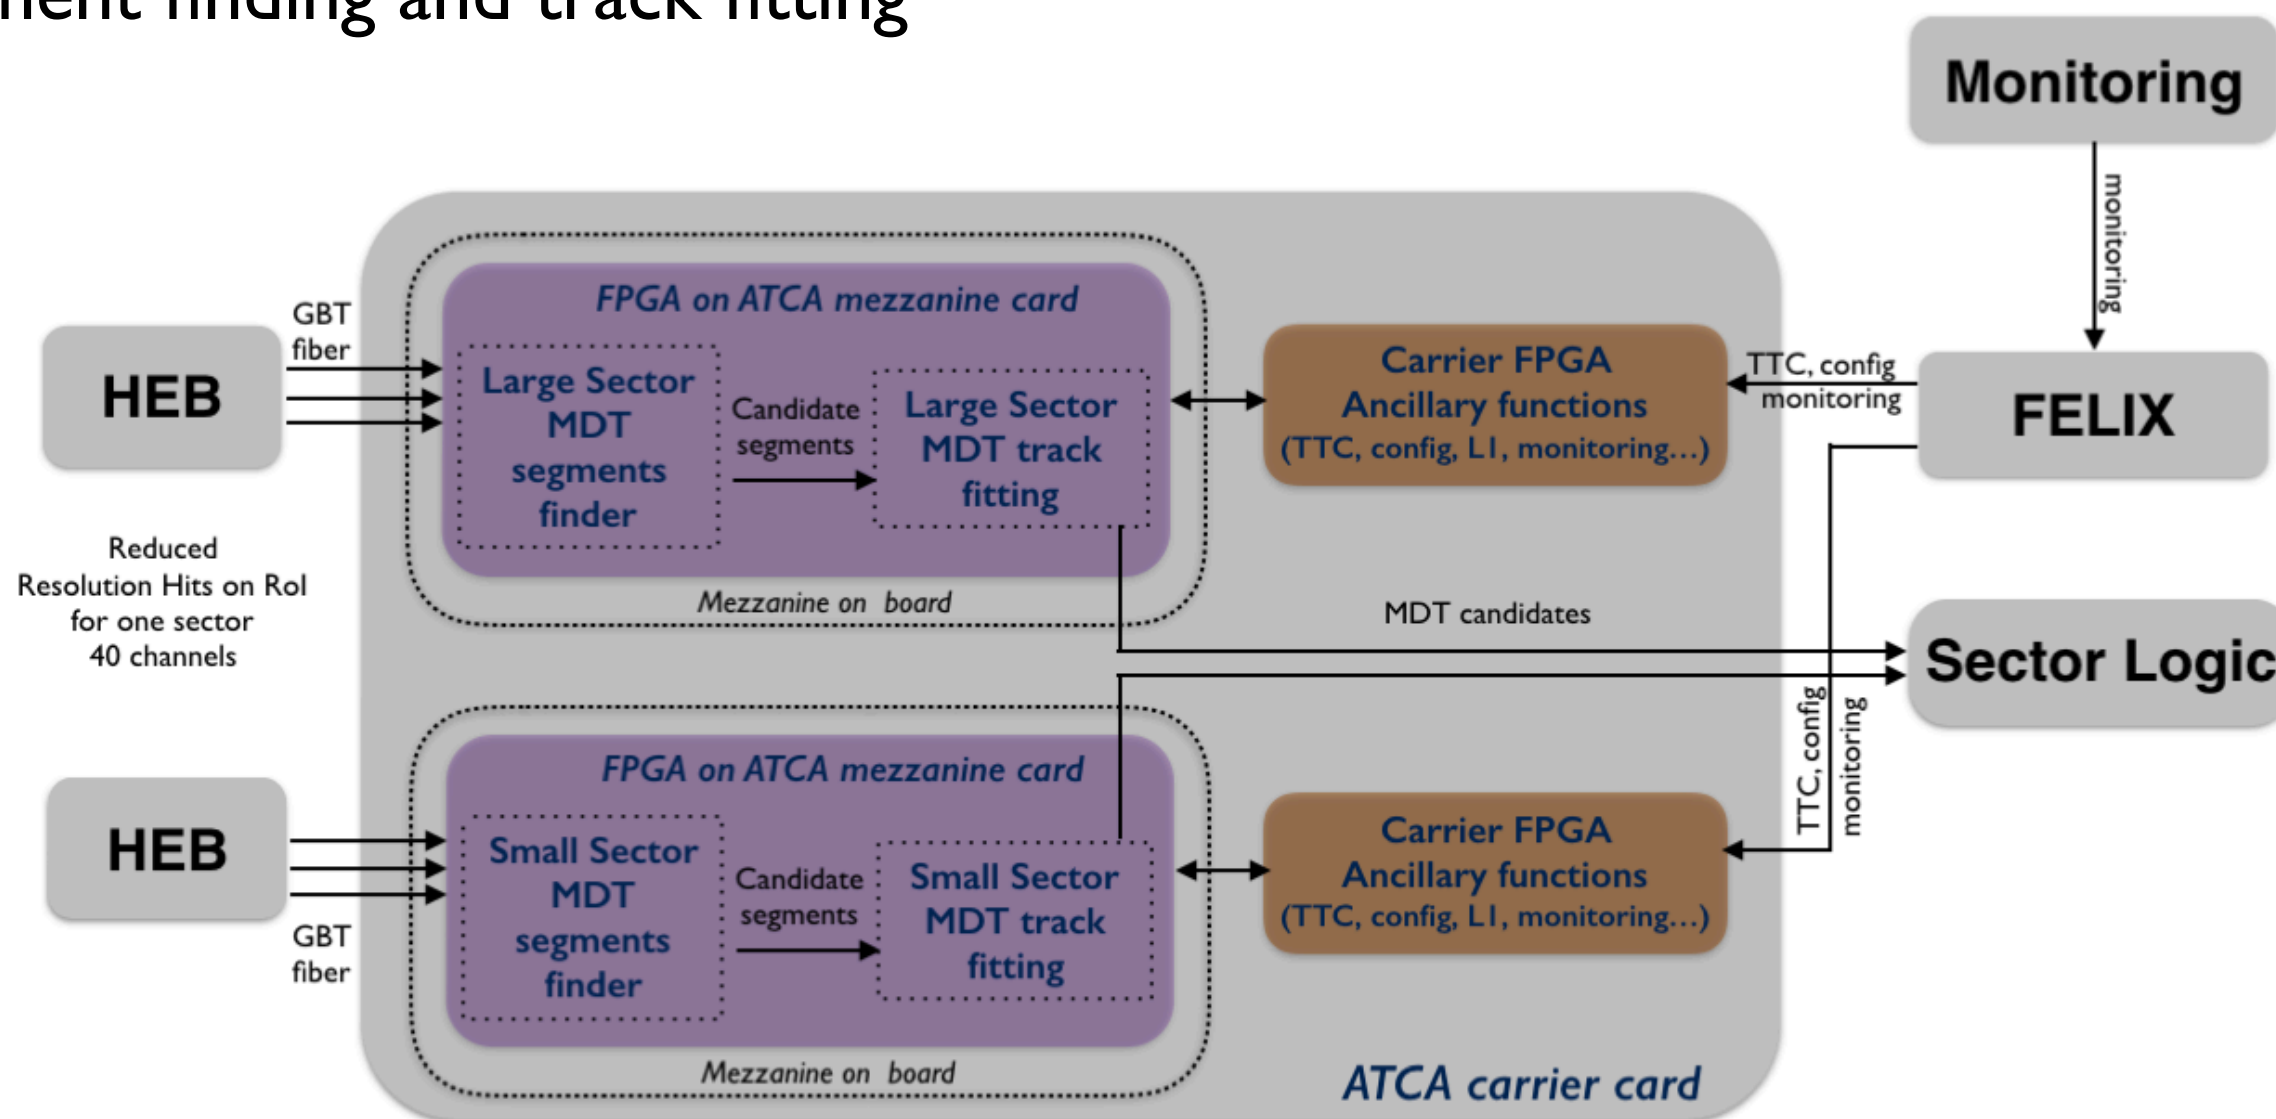 finding and track fitting
Monitoring
monitoring
GBT
fiber
HEB
FPGA on ATCA mezzanine card
Large Sector
MDT
segments
finder
Candidate
segments
Large Sector
MDT track
fitting
Mezzanine on board
Carrier FPGA
Ancillary functions
(TTC, config, L1, monitoring...)
TTC, config
monitoring
FELIX
Reduced
Resolution Hits on RoI
for one sector
40 channels
MDT candidates
Sector Logic
TTC, config
monitoring
HEB
GBT
fiber
FPGA on ATCA mezzanine card
Small Sector
MDT
segments
finder
Candidate
segments
Small Sector
MDT track
fitting
Mezzanine on board
Carrier FPGA
Ancillary functions
(TTC, config, L1, monitoring...)
ATCA carrier card